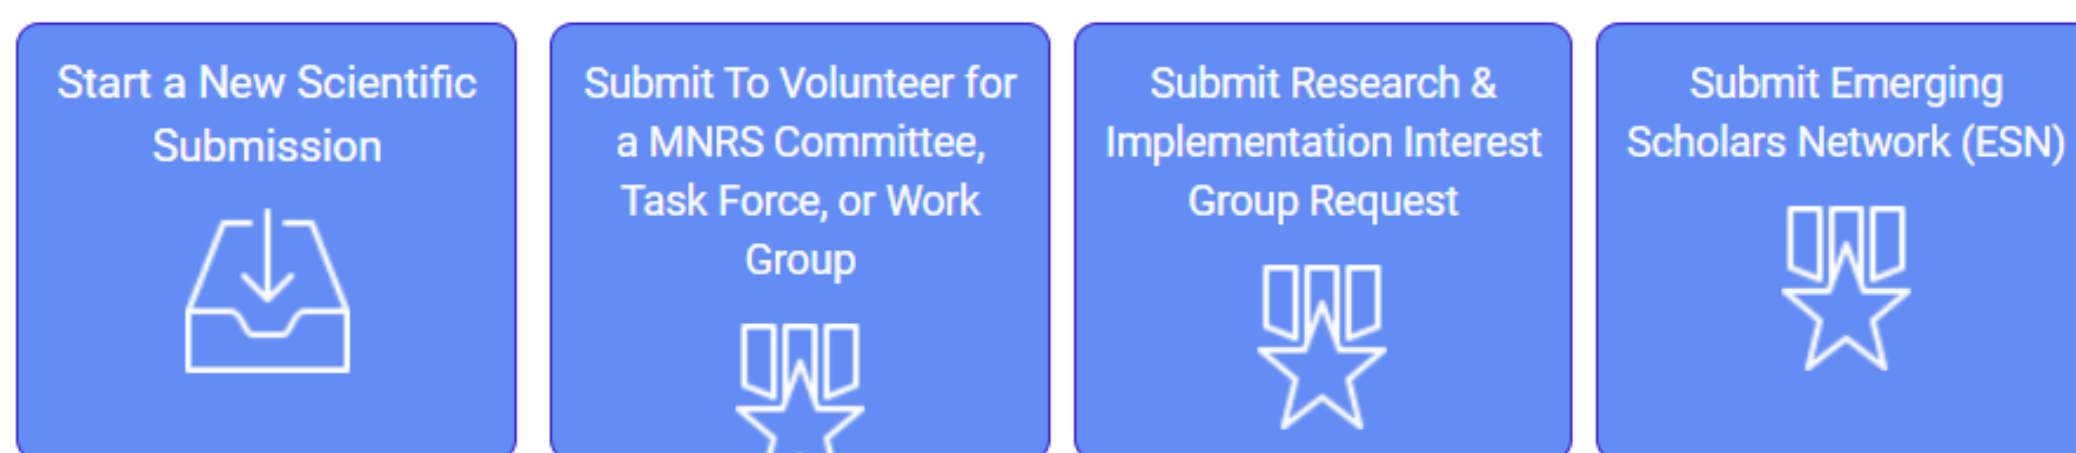 Start a New Scientific
Submission
Submit To Volunteer for
a MNRS Committee,
Task Force, or Work
Group
Submit Research &
Implementation Interest
Group Request
Submit Emerging
Scholars Network (ESN)